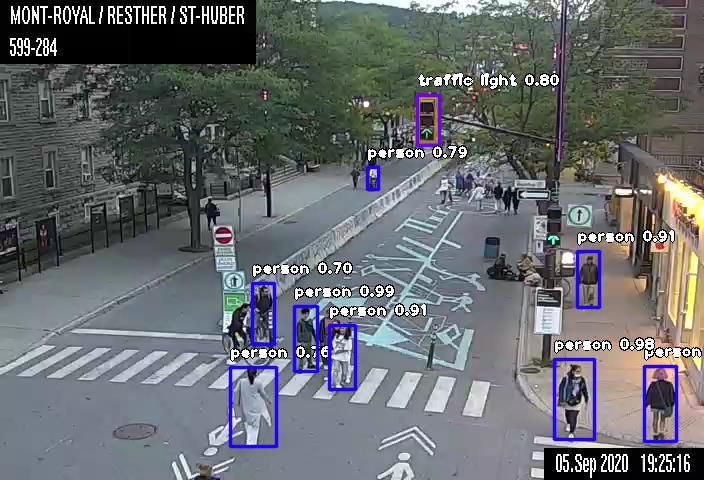 MONT-ROYAL / RESTHER / ST-HUBER
599-284
traffic light 0.80
person 0.79
person 0.91
person 0.70
person 0.99
person 0.91
person 0.76
person 0.98
person
05.Sep 2020 19:25:16